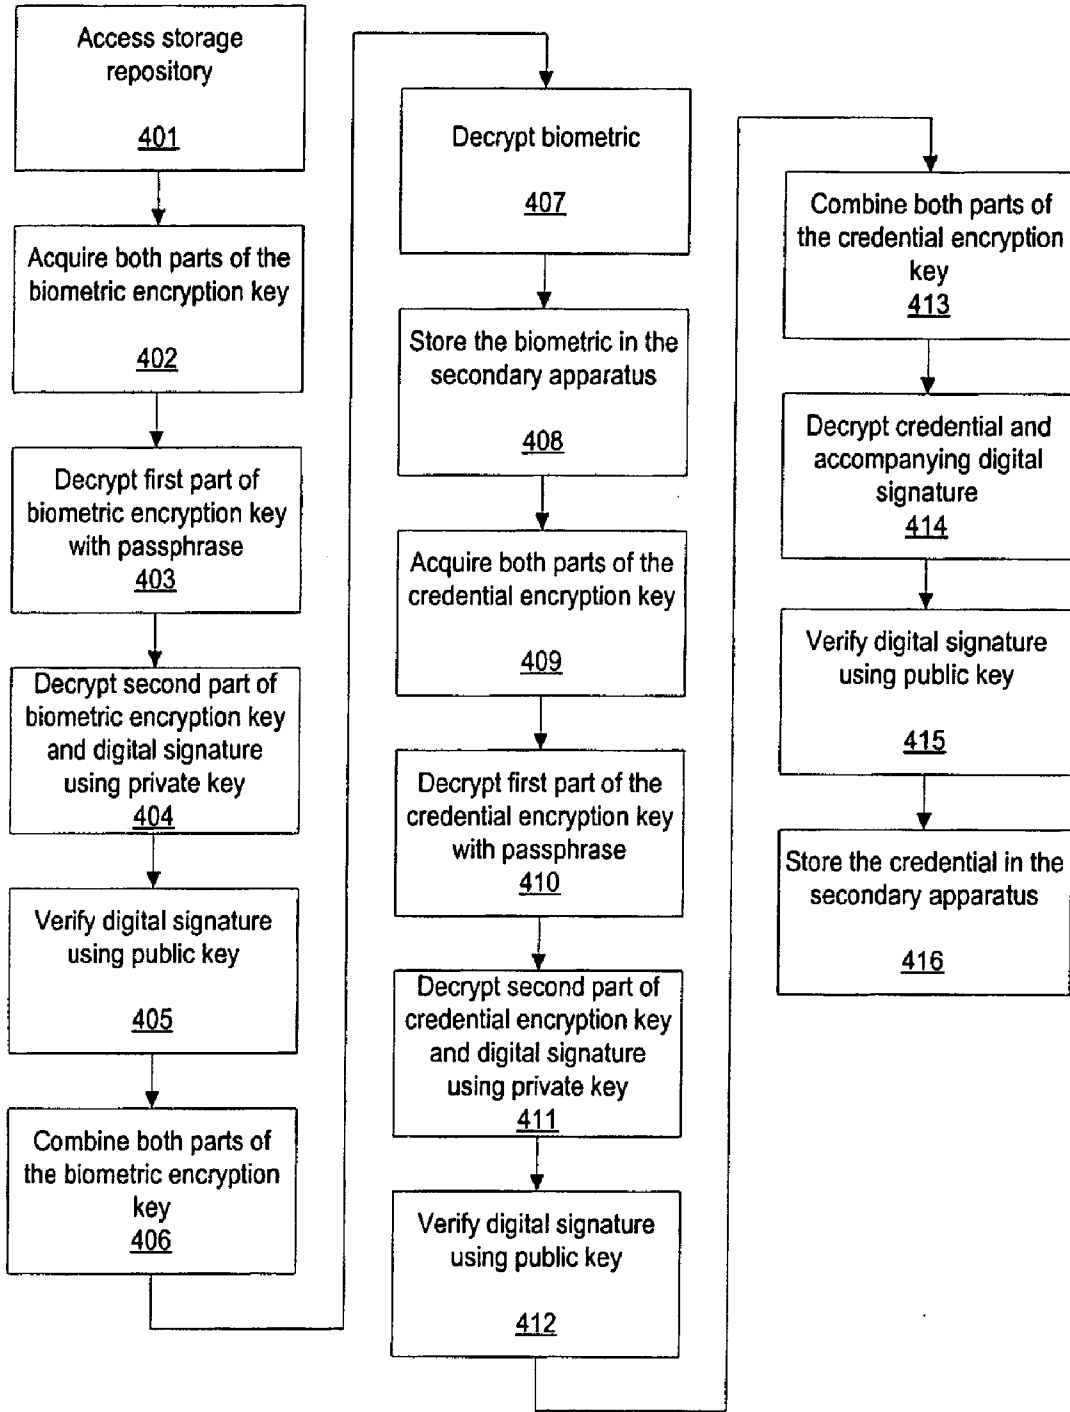 Access storage
repository
401
Acquire both parts of the
biometric encryption key
402
Decrypt first part of
biometric encryption key
with passphrase
403
Decrypt second part of
biometric encryption key
and digital signature
using private key
404
Verify digital signature
using public key
405
Combine both parts of
the biometric encryption
key
406
Decrypt biometric
407
Store the biometric in the
secondary apparatus
408
Acquire both parts of the
credential encryption key
409
Decrypt first part of the
credential encryption key
with passphrase
410
Decrypt second part of
credential encryption key
and digital signature
using private key
411
Verify digital signature
using public key
412
Combine both parts of
the credential encryption
key
413
Decrypt credential and
accompanying digital
signature
414
Verify digital signature
using public key
415
Store the credential in the
secondary apparatus
416